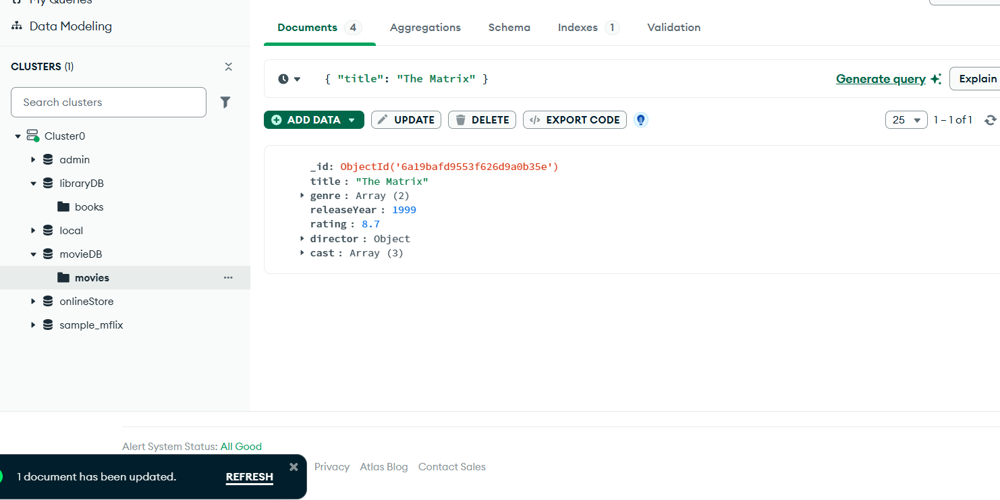 My Queries
Data Modeling
CLUSTERS (1)
Search clusters
Cluster0
admin
libraryDB
books
local
movieDB
movies
onlineStore
sample_mflix
Documents 4 Aggregations Schema Indexes 1 Validation
{ "title": "The Matrix" }
Generate query
Explain
ADD DATA UPDATE DELETE EXPORT CODE
25 1 – 1 of 1
_id: ObjectId('6a19bafd9553f626d9a0b35e')
title : "The Matrix"
genre : Array (2)
releaseYear : 1999
rating : 8.7
director : Object
cast : Array (3)
Alert System Status: All Good
Privacy Atlas Blog Contact Sales
1 document has been updated. REFRESH